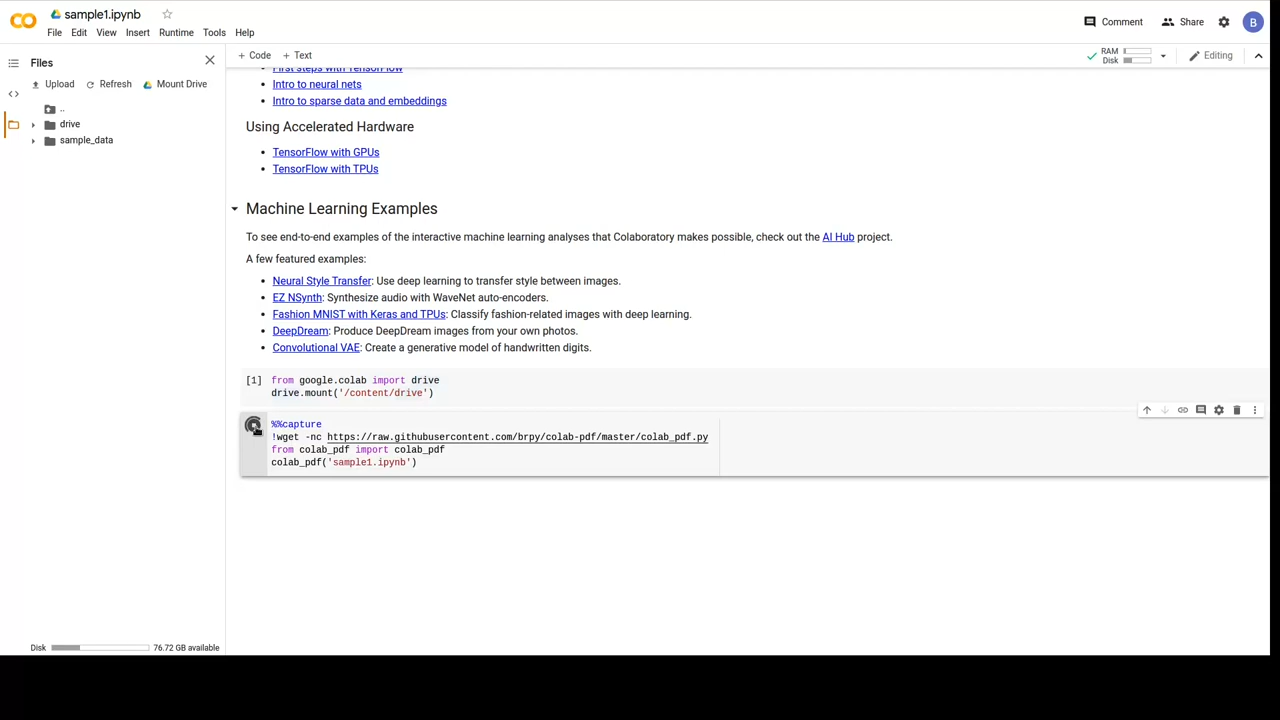 sample1.ipynb
File Edit View Insert Runtime Tools Help
Comment Share B
Files
+ Code + Text
RAM
Disk
Editing
Upload Refresh Mount Drive
..
drive
sample_data
First steps with TensorFlow
Intro to neural nets
Intro to sparse data and embeddings
Using Accelerated Hardware
TensorFlow with GPUs
TensorFlow with TPUs
Machine Learning Examples
To see end-to-end examples of the interactive machine learning analyses that Colaboratory makes possible, check out the AI Hub project.
A few featured examples:
Neural Style Transfer: Use deep learning to transfer style between images.
EZ NSynth: Synthesize audio with WaveNet auto-encoders.
Fashion MNIST with Keras and TPUs: Classify fashion-related images with deep learning.
DeepDream: Produce DeepDream images from your own photos.
Convolutional VAE: Create a generative model of handwritten digits.
[1] from google.colab import drive
drive.mount('/content/drive')
%%capture
!wget -nc https://raw.githubusercontent.com/brpy/colab-pdf/master/colab_pdf.py
from colab_pdf import colab_pdf
colab_pdf('sample1.ipynb')
Disk 76.72 GB available